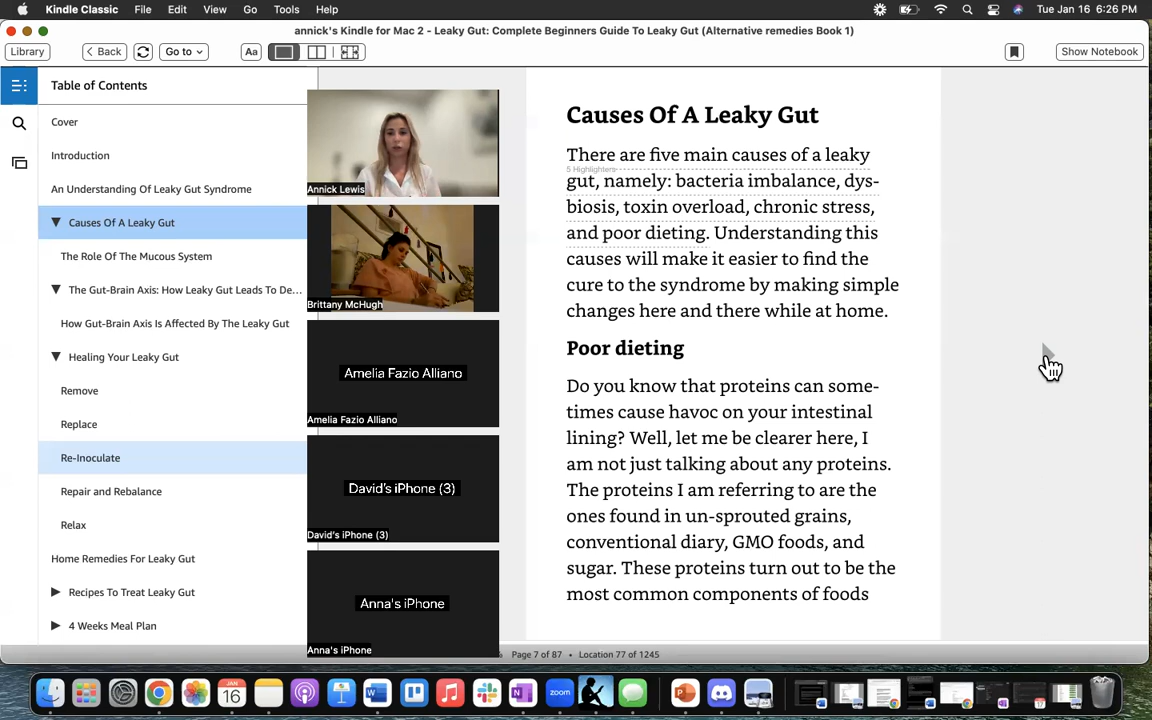 Kindle Classic File Edit View Go Tools Help Tue Jan 16 6:26 PM
annick's Kindle for Mac 2 - Leaky Gut: Complete Beginners Guide To Leaky Gut (Alternative remedies Book 1)
Library < Back Go to Aa Show Notebook
Table of Contents
Cover
Introduction
An Understanding Of Leaky Gut Syndrome
Causes Of A Leaky Gut
The Role Of The Mucous System
The Gut-Brain Axis: How Leaky Gut Leads To De...
How Gut-Brain Axis Is Affected By The Leaky Gut
Healing Your Leaky Gut
Remove
Replace
Re-Inoculate
Repair and Rebalance
Relax
Home Remedies For Leaky Gut
Recipes To Treat Leaky Gut
4 Weeks Meal Plan
Annick Lewis
Brittany McHugh
Amelia Fazio Alliano
Amelia Fazio Alliano
David's iPhone (3)
David's iPhone (3)
Anna's iPhone
Anna's iPhone
Causes Of A Leaky Gut
There are five main causes of a leaky
5 Highlighters
gut, namely: bacteria imbalance, dys-
biosis, toxin overload, chronic stress,
and poor dieting. Understanding this
causes will make it easier to find the
cure to the syndrome by making simple
changes here and there while at home.
Poor dieting
Do you know that proteins can some-
times cause havoc on your intestinal
lining? Well, let me be clearer here, I
am not just talking about any proteins.
The proteins I am referring to are the
ones found in un-sprouted grains,
conventional diary, GMO foods, and
sugar. These proteins turn out to be the
most common components of foods
Page 7 of 87 • Location 77 of 1245
JAN
16
zoom